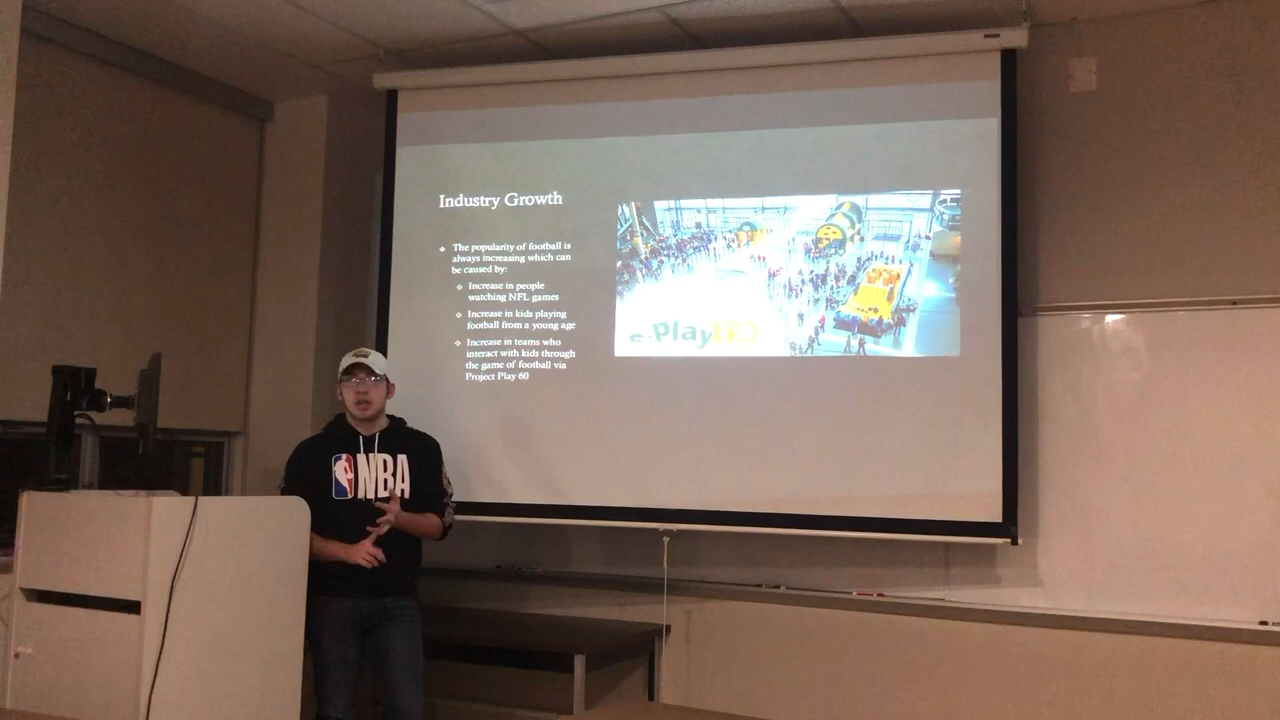 Industry Growth
The popularity of football is
always increasing which can
be caused by:
Increase in people
watching NFL games
Increase in kids playing
football from a young age
Increase in teams who
interact with kids through
the game of football via
Project Play 60
e-Play60
NBA